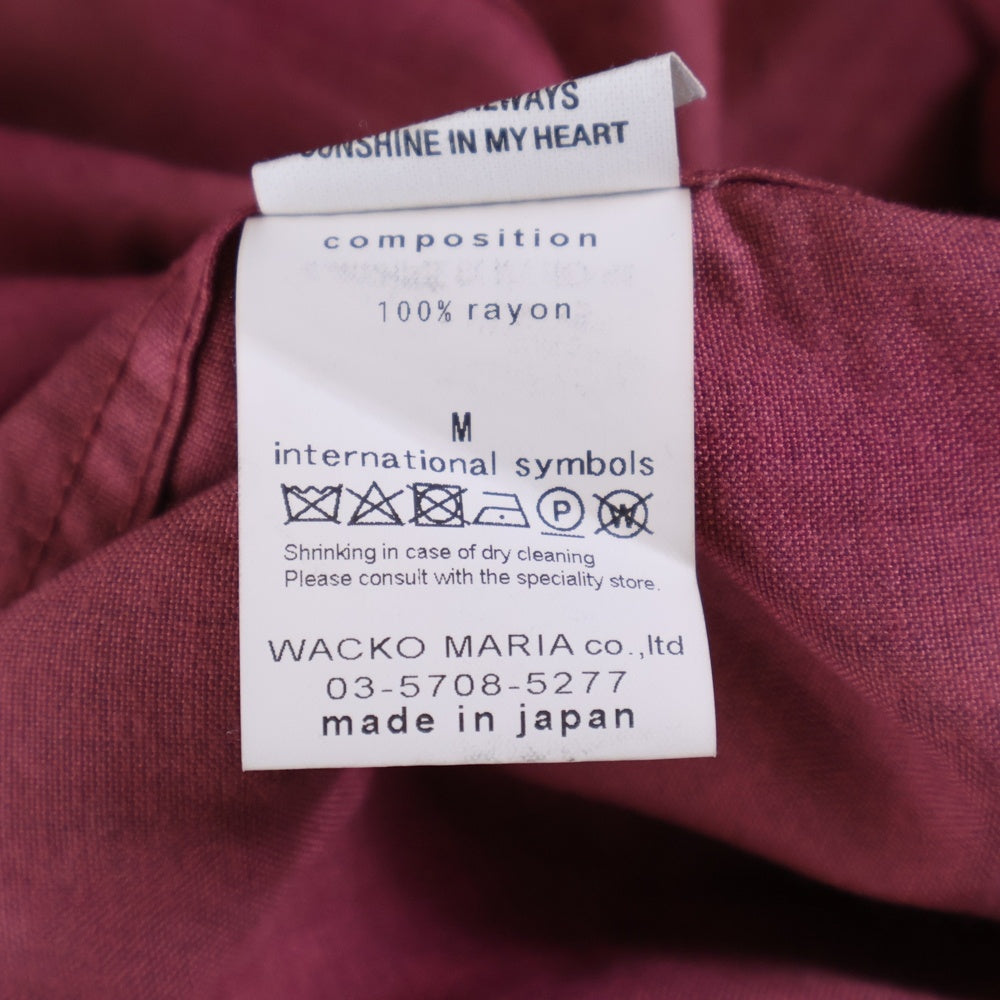 ALWAYS
SUNSHINE IN MY HEART
composition
100% rayon
M
international symbols
P W
Shrinking in case of dry cleaning
Please consult with the speciality store.
WACKO MARIA co.,ltd
03-5708-5277
made in japan